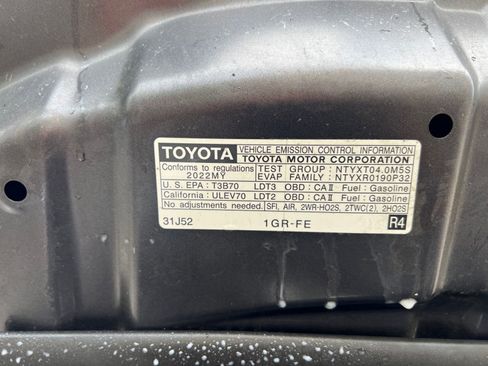 TOYOTA VEHICLE EMISSION CONTROL INFORMATION
TOYOTA MOTOR CORPORATION
Conforms to regulations
2022MY
TEST GROUP : NTYXT04.0M5S
EVAP FAMILY : NTYXR0190P32
U.S. EPA : T3B70 LDT3 OBD : CAⅡ Fuel : Gasoline
California : ULEV70 LDT2 OBD : CAⅡ Fuel : Gasoline
No adjustments needed. SFI, AIR, 2WR-HO2S, 2TWC(2), 2HO2S
31J52 1GR-FE R4